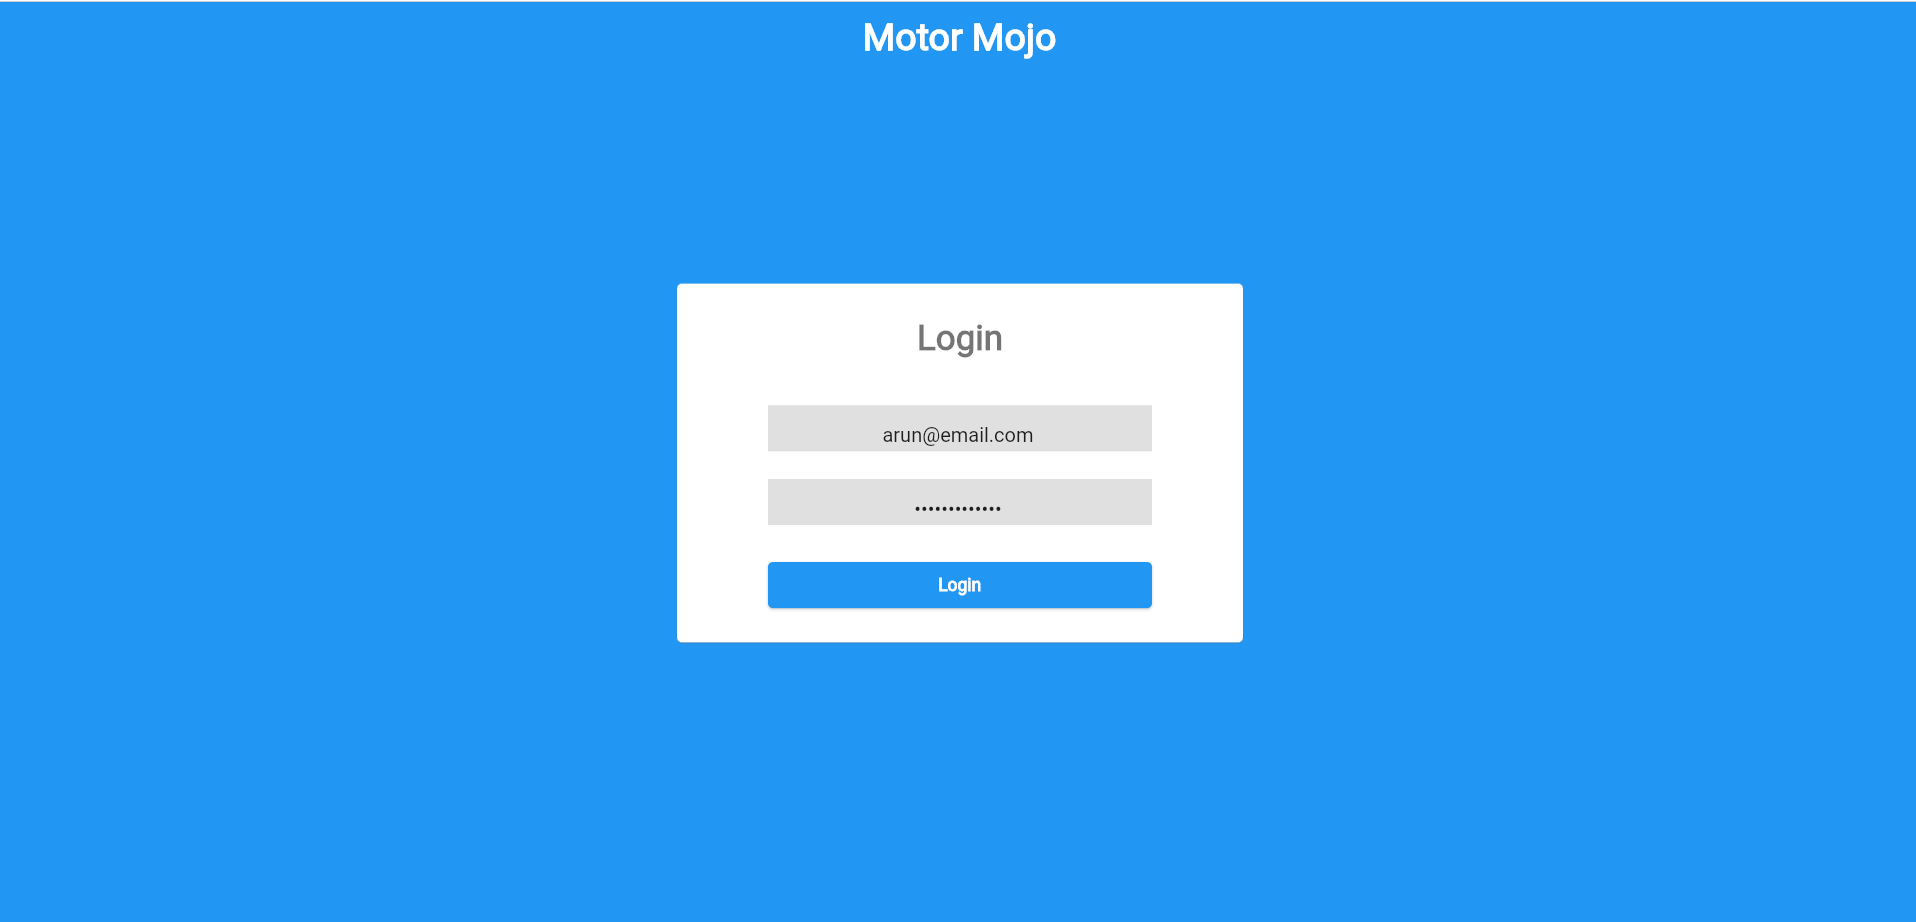 Motor Mojo
Login
arun@email.com
•••••••••••••
Login